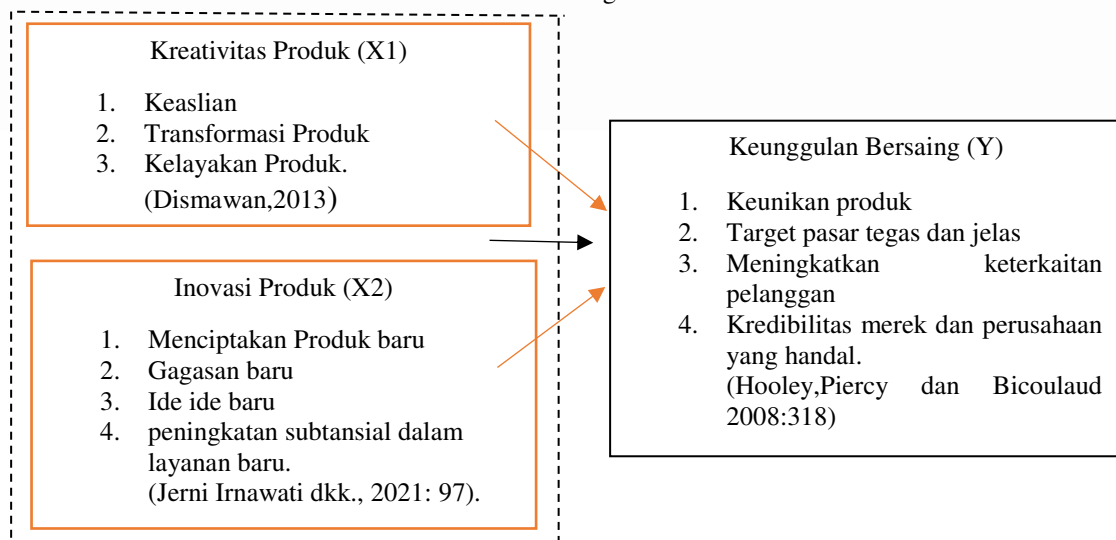 Kreativitas Produk (X1)
1. Keaslian
2. Transformasi Produk
3. Kelayakan Produk.
(Dismawan,2013)
Inovasi Produk (X2)
1. Menciptakan Produk baru
2. Gagasan baru
3. Ide ide baru
4. peningkatan subtansial dalam
layanan baru.
(Jerni Irnawati dkk., 2021: 97).
Keunggulan Bersaing (Y)
1. Keunikan produk
2. Target pasar tegas dan jelas
3. Meningkatkan keterkaitan
pelanggan
4. Kredibilitas merek dan perusahaan
yang handal.
(Hooley,Piercy dan Bicoulaud
2008:318)